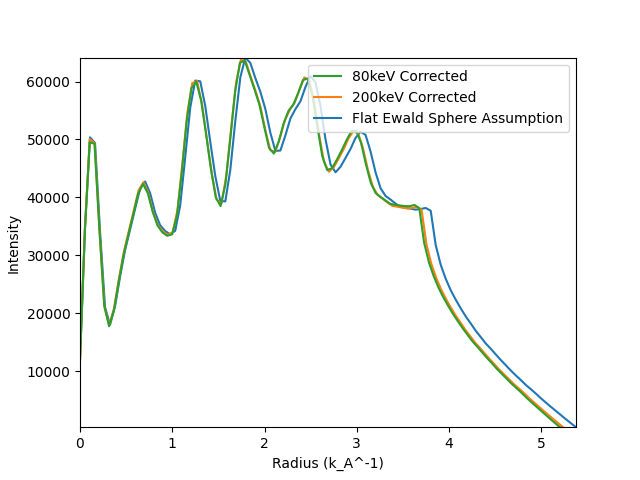 80keV Corrected
200keV Corrected
Flat Ewald Sphere Assumption
60000
50000
40000
30000
20000
10000
Intensity
0 1 2 3 4 5
Radius (k_A^-1)